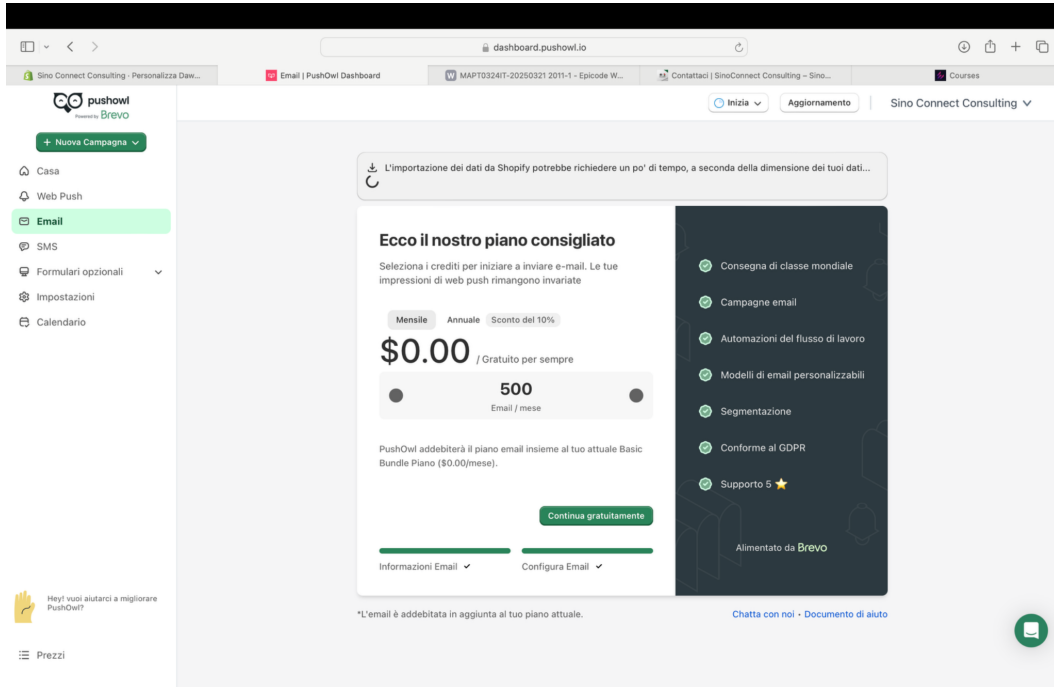 dashboard.pushowl.io
Sino Connect Consulting · Personalizza Daw...
Email | PushOwl Dashboard
W MAPT0324IT-20250321 2011-1 - Epicode W...
Contattaci | SinoConnect Consulting – Sino...
Courses
pushowl
Powered by Brevo
Inizia
Aggiornamento
Sino Connect Consulting
+ Nuova Campagna
Casa
Web Push
Email
SMS
Formulari opzionali
Impostazioni
Calendario
L'importazione dei dati da Shopify potrebbe richiedere un po' di tempo, a seconda della dimensione dei tuoi dati...
Ecco il nostro piano consigliato
Seleziona i crediti per iniziare a inviare e-mail. Le tue
impressioni di web push rimangono invariate
Mensile Annuale Sconto del 10%
$0.00 / Gratuito per sempre
500
Email / mese
PushOwl addebiterà il piano email insieme al tuo attuale Basic
Bundle Piano ($0.00/mese).
Continua gratuitamente
Informazioni Email ✔
Configura Email ✔
Consegna di classe mondiale
Campagne email
Automazioni del flusso di lavoro
Modelli di email personalizzabili
Segmentazione
Conforme al GDPR
Supporto 5 ⭐
Alimentato da Brevo
*L'email è addebitata in aggiunta al tuo piano attuale.
Chatta con noi • Documento di aiuto
Hey! vuoi aiutarci a migliorare
PushOwl?
Prezzi